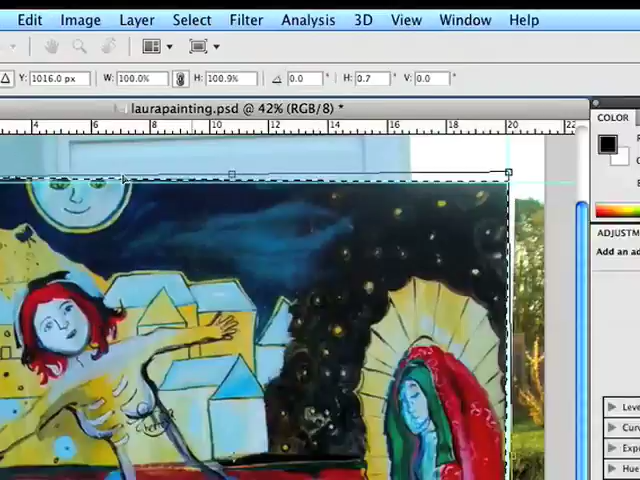 Edit Image Layer Select Filter Analysis 3D View Window Help
Y: 1016.0 px W: 100.0% H: 100.9% 0.0 ° H: 0.7 ° V: 0.0 °
laurapainting.psd @ 42% (RGB/8) *
4 6 8 10 12 14 16 18 20 22
COLOR
ADJUSTM
Add an ad
Leve
Curv
Expo
Hue